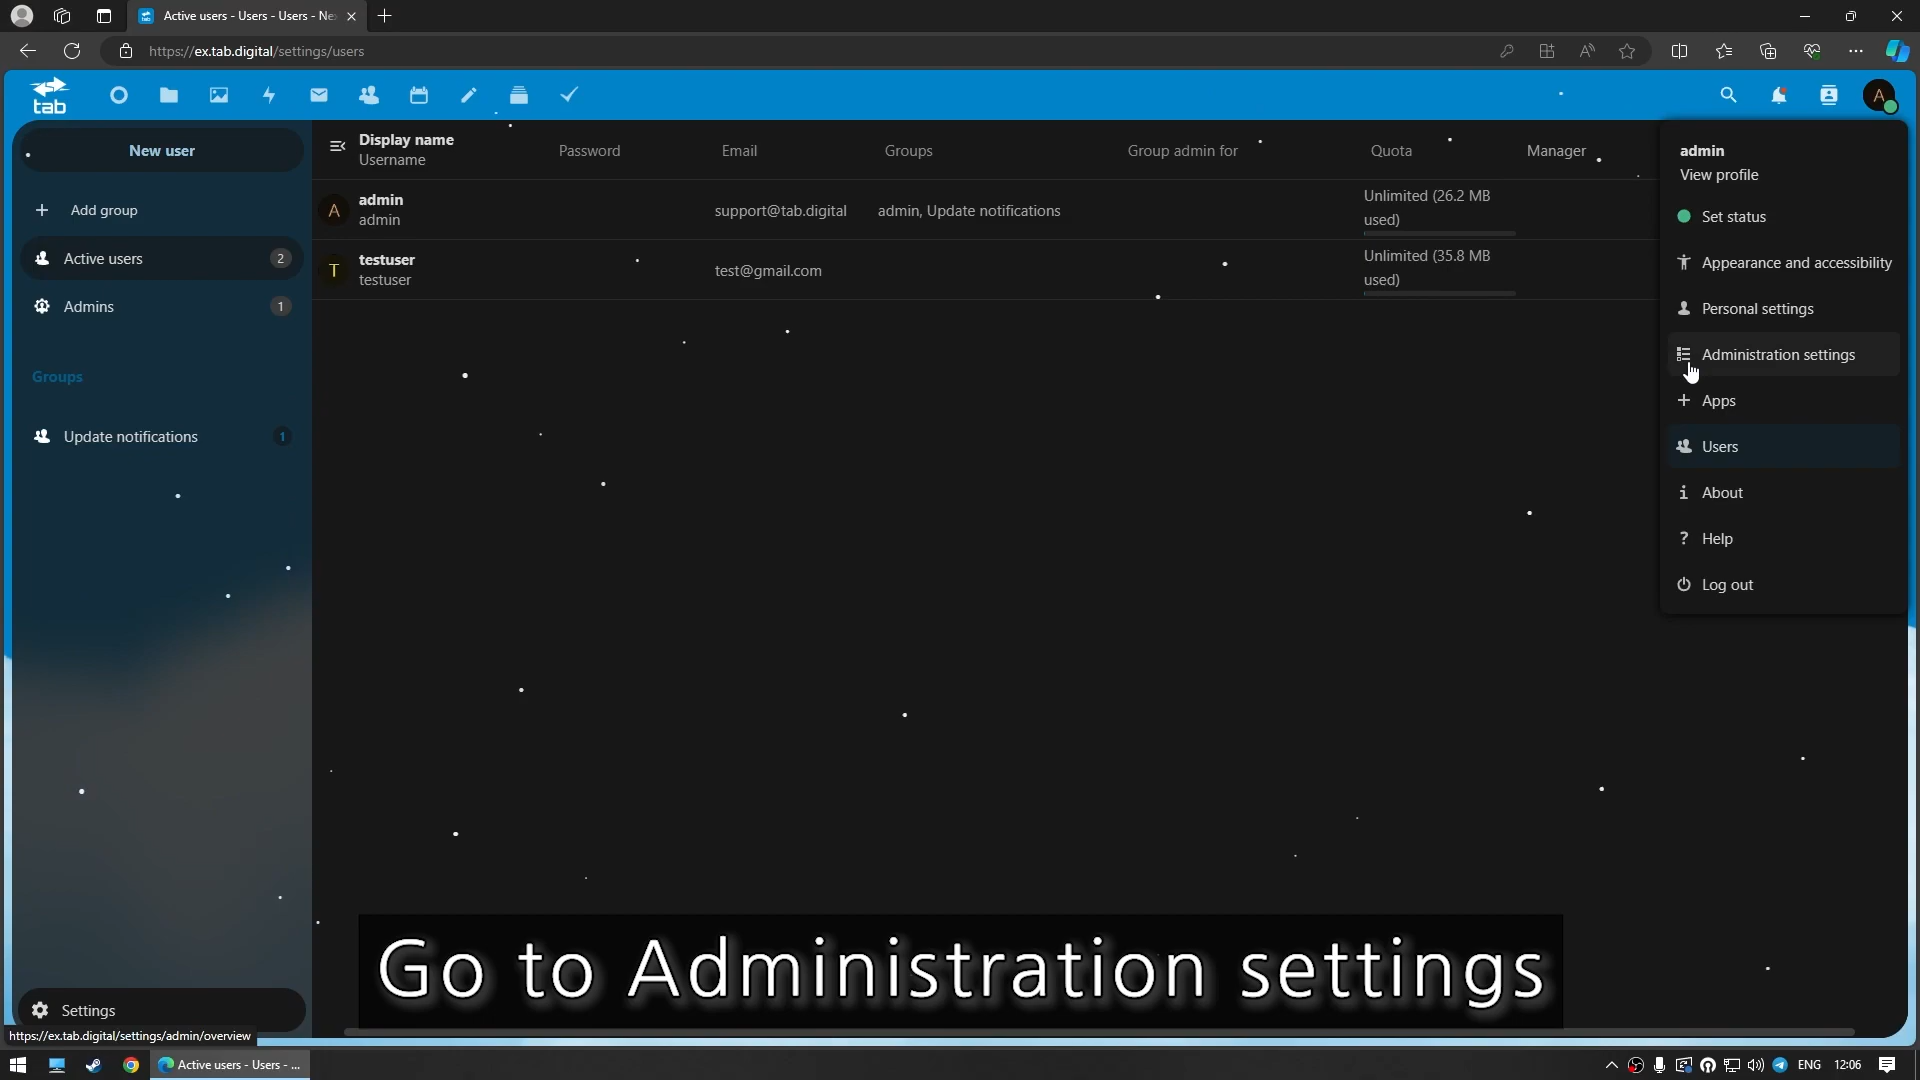 Active users - Users - Users - Ne
https://ex.tab.digital/settings/users
tab
A
New user
Add group
Active users 2
Admins 1
Groups
Update notifications 1
Settings
Display name
Username
Password
Email
Groups
Group admin for
Quota
Manager
A
admin
admin
support@tab.digital
admin, Update notifications
Unlimited (26.2 MB
used)
T
testuser
testuser
test@gmail.com
Unlimited (35.8 MB
used)
admin
View profile
Set status
Appearance and accessibility
Personal settings
Administration settings
Apps
Users
About
Help
Log out
Go to Administration settings
https://ex.tab.digital/settings/admin/overview
Active users - Users - ...
ENG
12:06